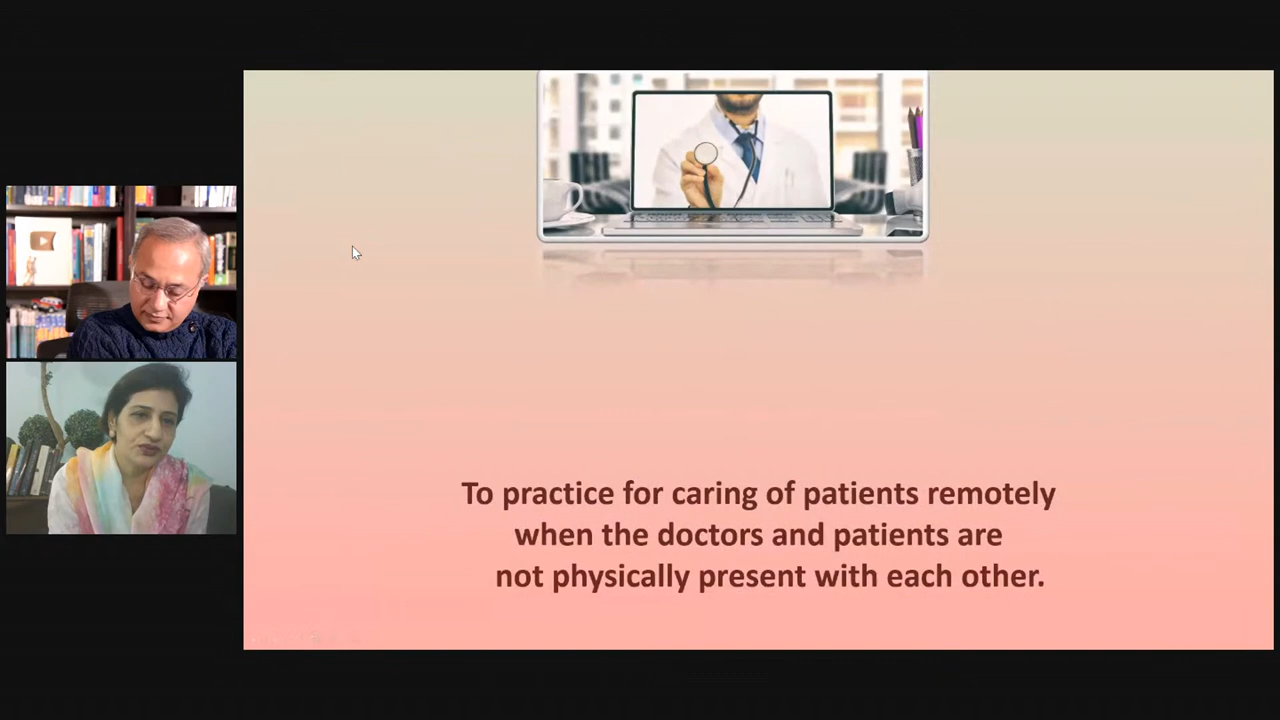 To practice for caring of patients remotely
when the doctors and patients are
not physically present with each other.